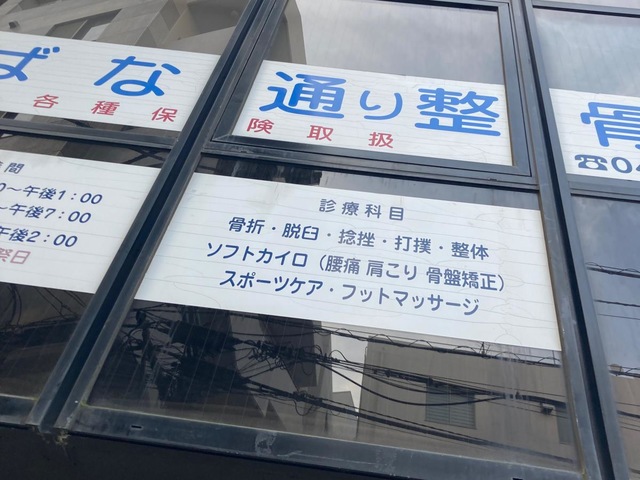 ばな通り整骨
各種保険取扱
☎04
間
0〜午後1：00
〜午後7：00
午後2：00
祭日
診療科目
骨折・脱臼・捻挫・打撲・整体
ソフトカイロ（腰痛 肩こり 骨盤矯正）
スポーツケア・フットマッサージ